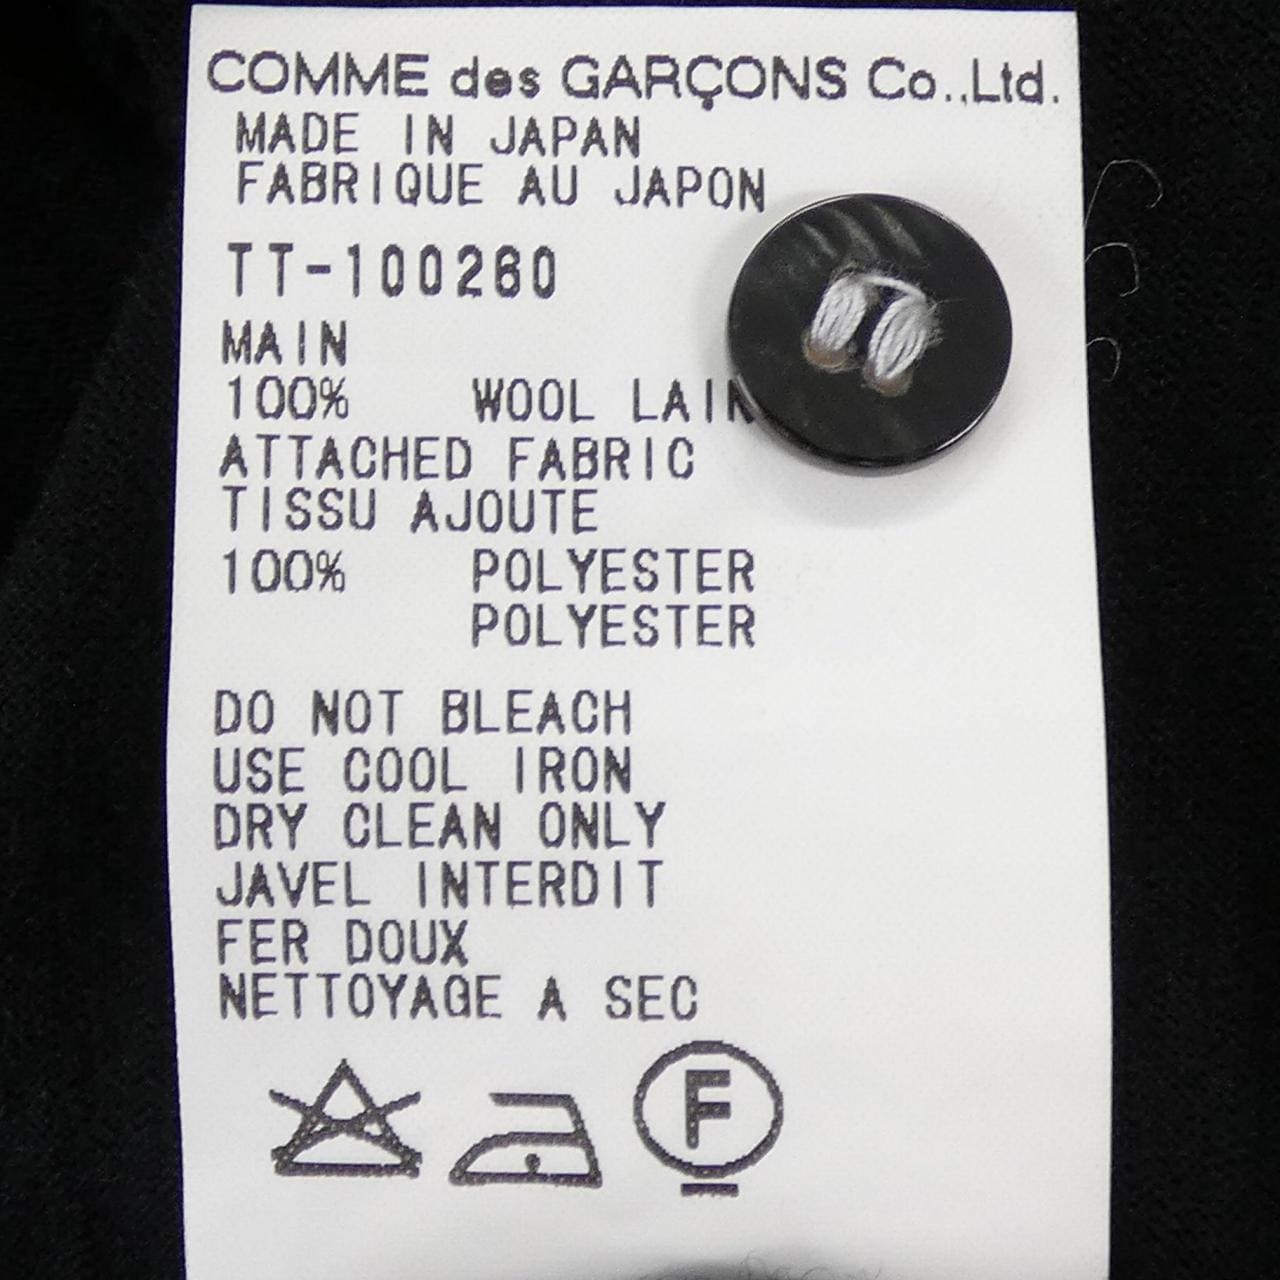 COMME des GARÇONS Co.,Ltd.
MADE IN JAPAN
FABRIQUE AU JAPON
TT-100260
MAIN
100% WOOL LAIN
ATTACHED FABRIC
TISSU AJOUTE
100% POLYESTER
POLYESTER
DO NOT BLEACH
USE COOL IRON
DRY CLEAN ONLY
JAVEL INTERDIT
FER DOUX
NETTOYAGE A SEC
F